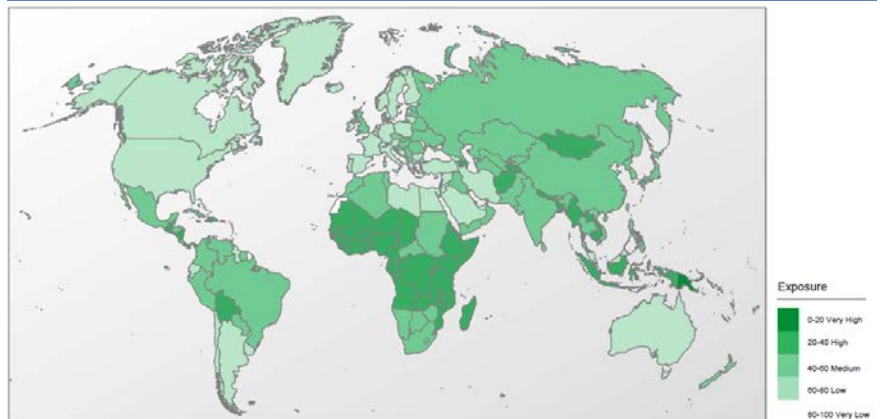 Exposure
0-20 Very High
20-40 High
40-60 Medium
60-80 Low
80-100 Very Low